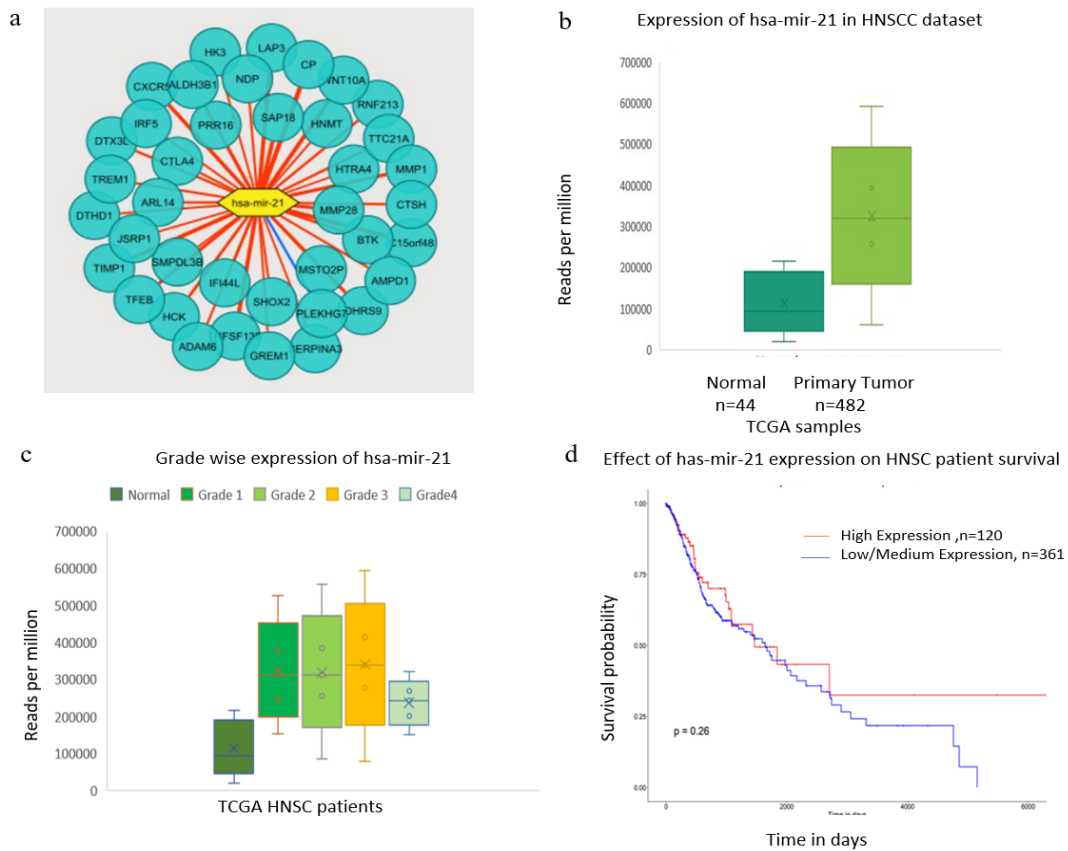 a
HK3
LAP3
CP
NDP
ALDH3B1
WNT10A
RNF213
IRF5
PRR16
SAP18
HNMT
TTC21A
CTLA4
TREM1
HTRA4
MMP1
DTHD1
ARL14
hsa-mir-21
MMP28
CTSH
JSRP1
BTK
C15orf48
TIMP1
SMPDL3B
MSTO2P
AMPD1
TFEB
IFI44L
SHOX2
PLEKHG7
DHRS9
HCK
ADAM6
GREM1
b
Expression of hsa-mir-21 in HNSCC dataset
700000
600000
500000
400000
300000
200000
100000
0
Reads per million
Normal Primary Tumor
n=44 n=482
TCGA samples
c
Grade wise expression of hsa-mir-21
Normal Grade 1 Grade 2 Grade 3 Grade4
700000
600000
500000
400000
300000
200000
100000
0
Reads per million
TCGA HNSC patients
d
Effect of has-mir-21 expression on HNSC patient survival
High Expression ,n=120
Low/Medium Expression, n=361
1.00
0.75
0.50
0.25
0.00
Survival probability
p = 0.26
0 2000 4000 6000
Time in days
Time in days